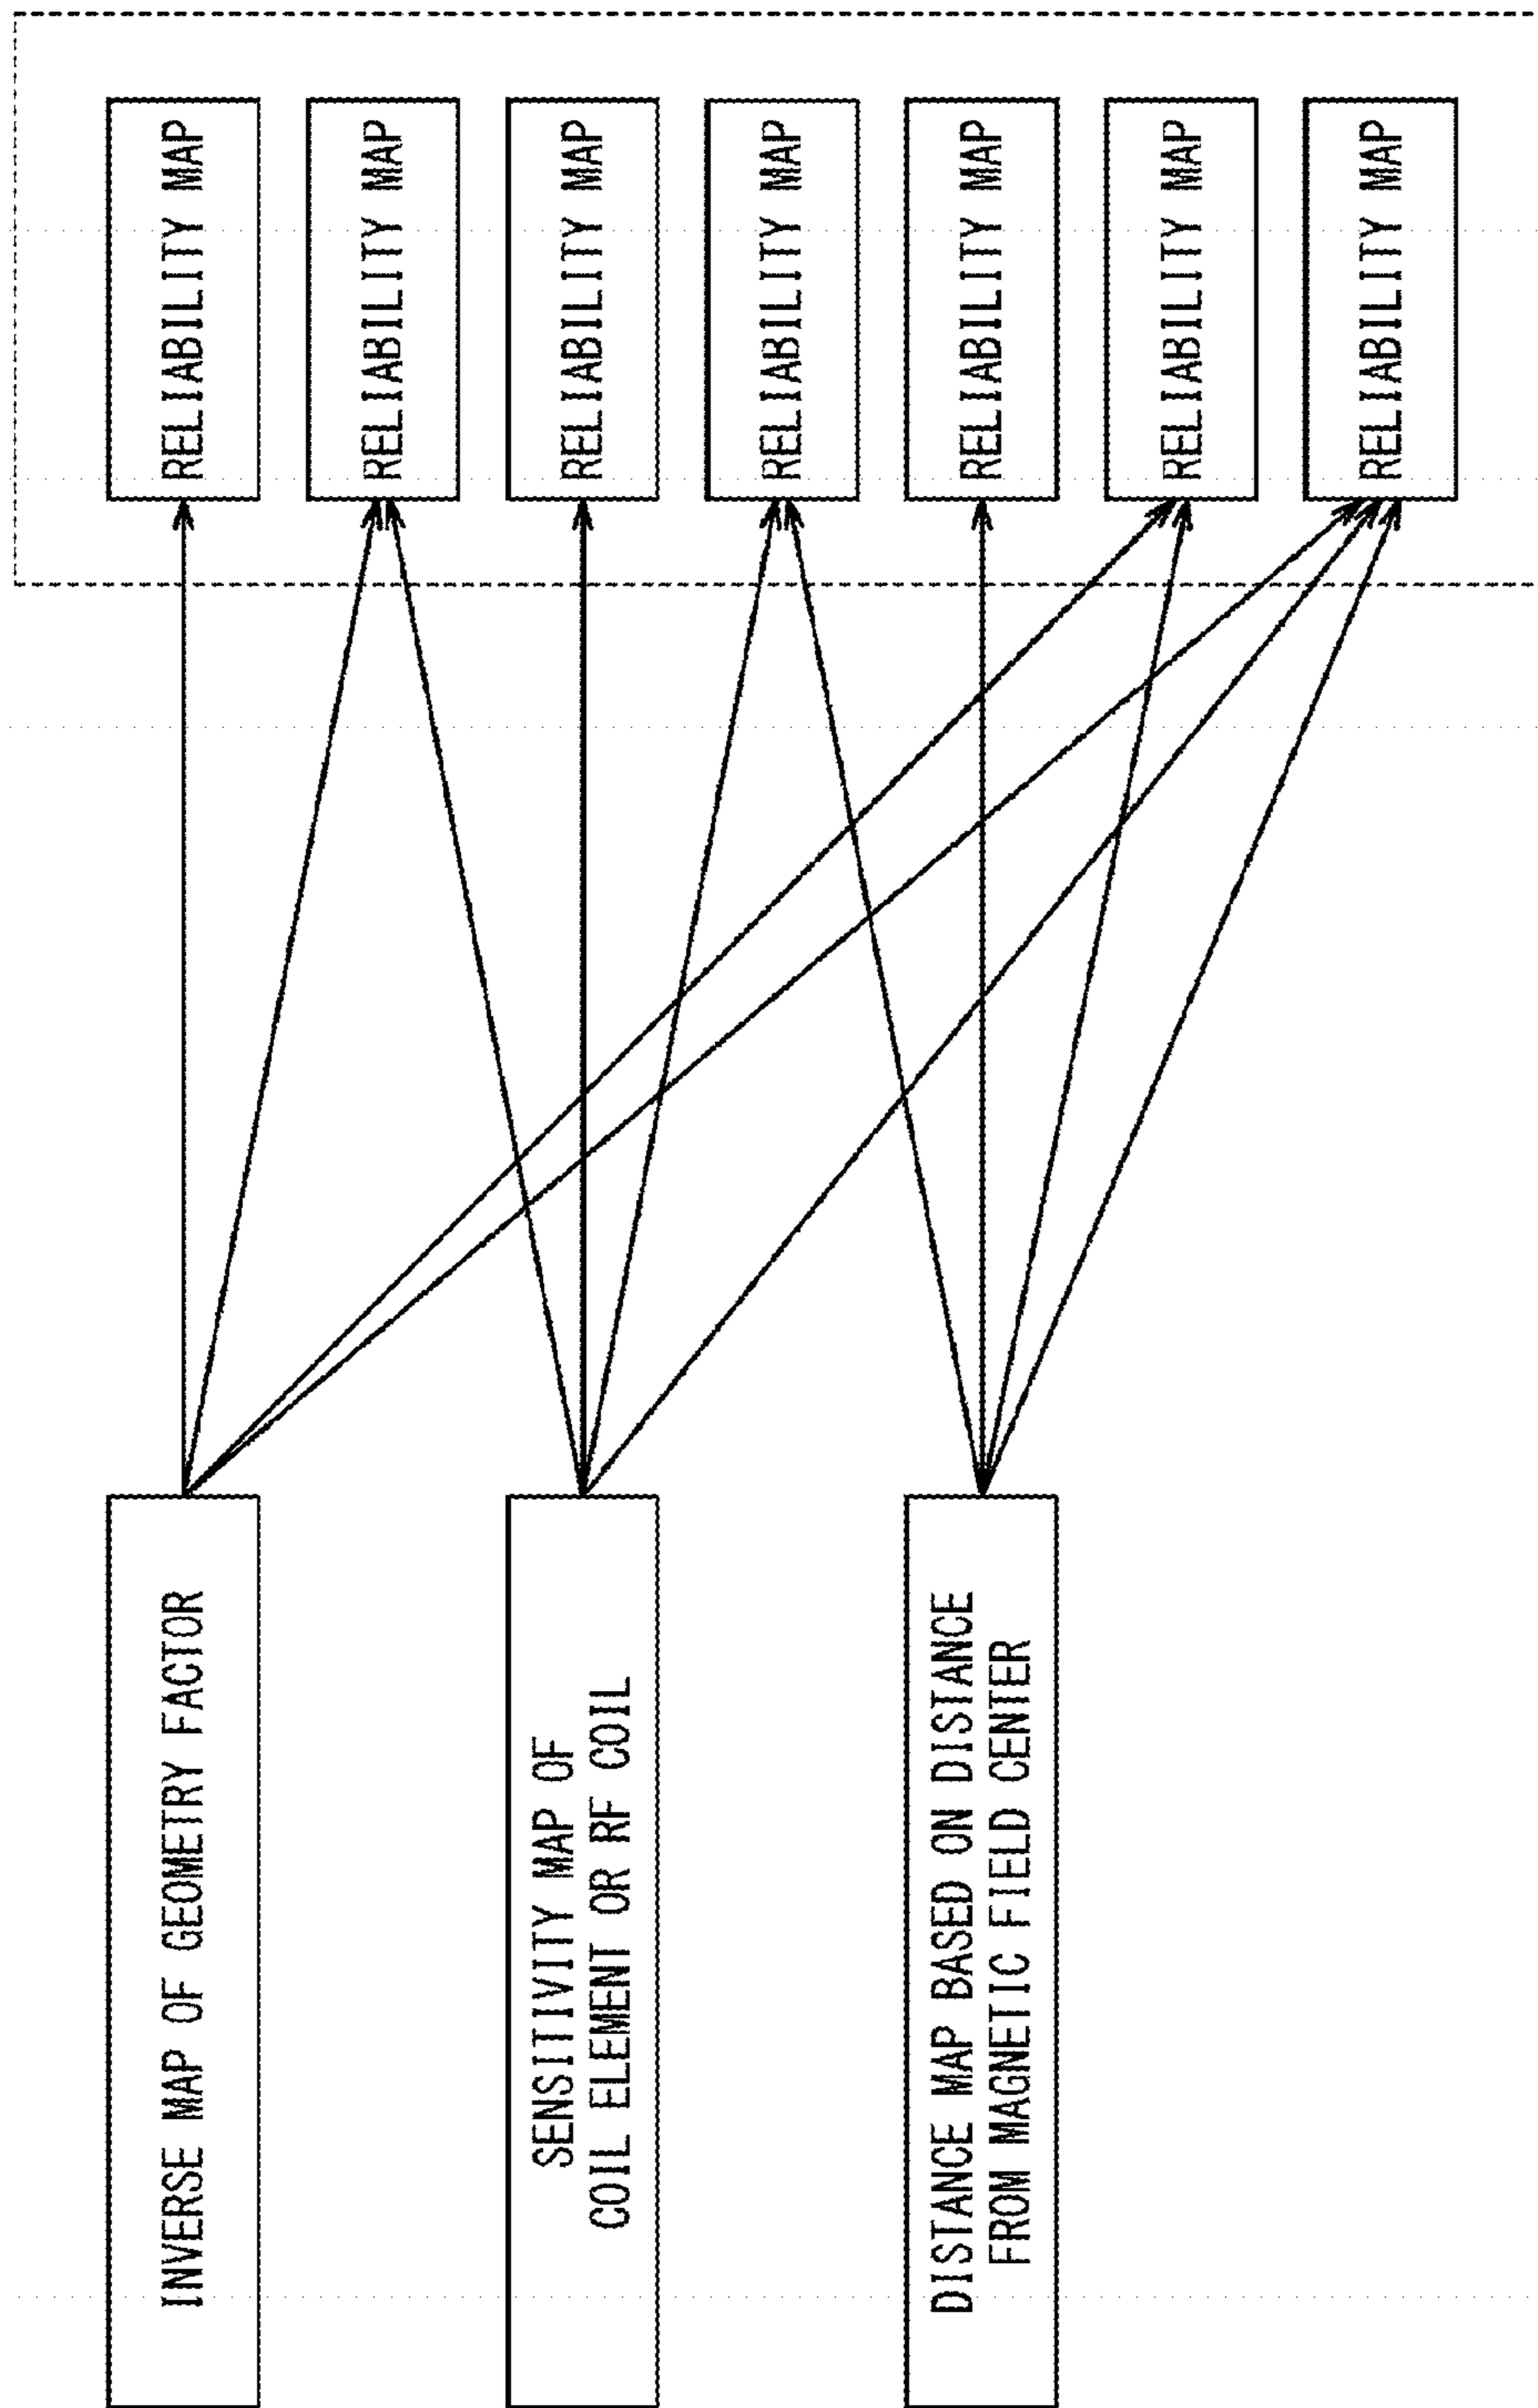 INVERSE MAP OF GEOMETRY FACTOR
SENSITIVITY MAP OF
COIL ELEMENT OR RF COIL
DISTANCE MAP BASED ON DISTANCE
FROM MAGNETIC FIELD CENTER
RELIABILITY MAP
RELIABILITY MAP
RELIABILITY MAP
RELIABILITY MAP
RELIABILITY MAP
RELIABILITY MAP
RELIABILITY MAP